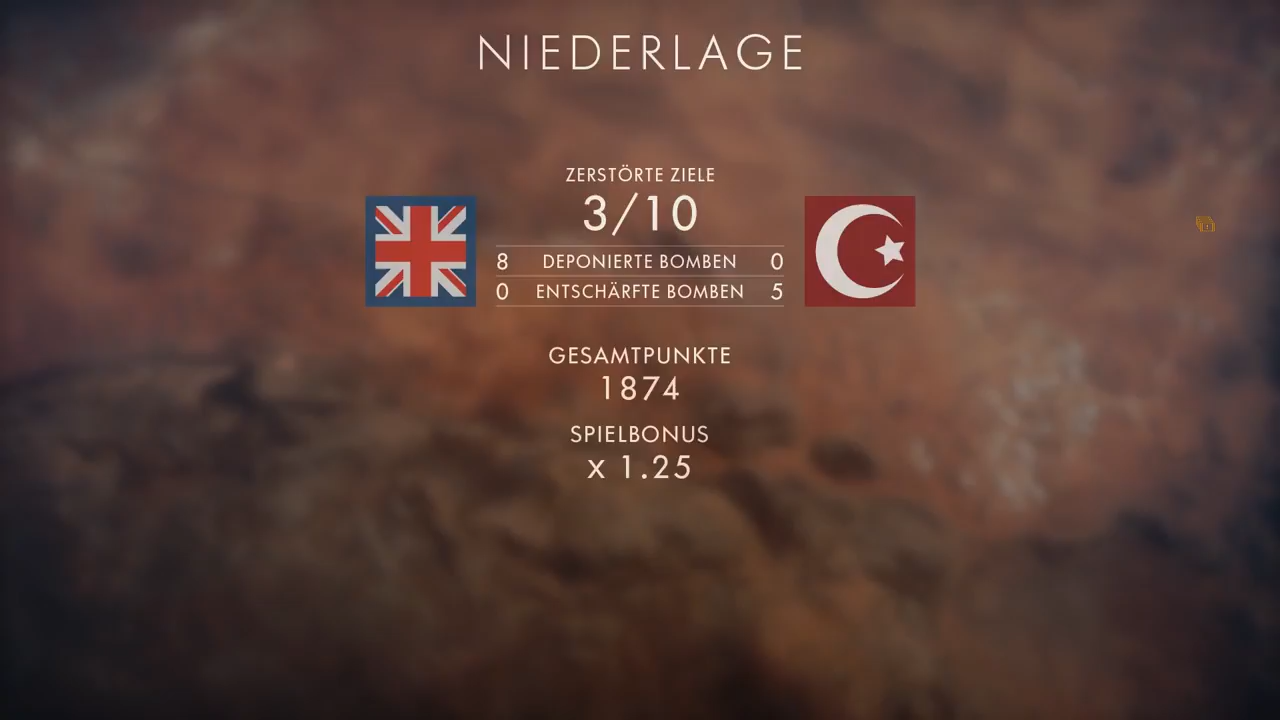 NIEDERLAGE
ZERSTÖRTE ZIELE
3/10
8 DEPONIERTE BOMBEN 0
0 ENTSCHÄRFTE BOMBEN 5
GESAMTPUNKTE
1874
SPIELBONUS
x 1.25